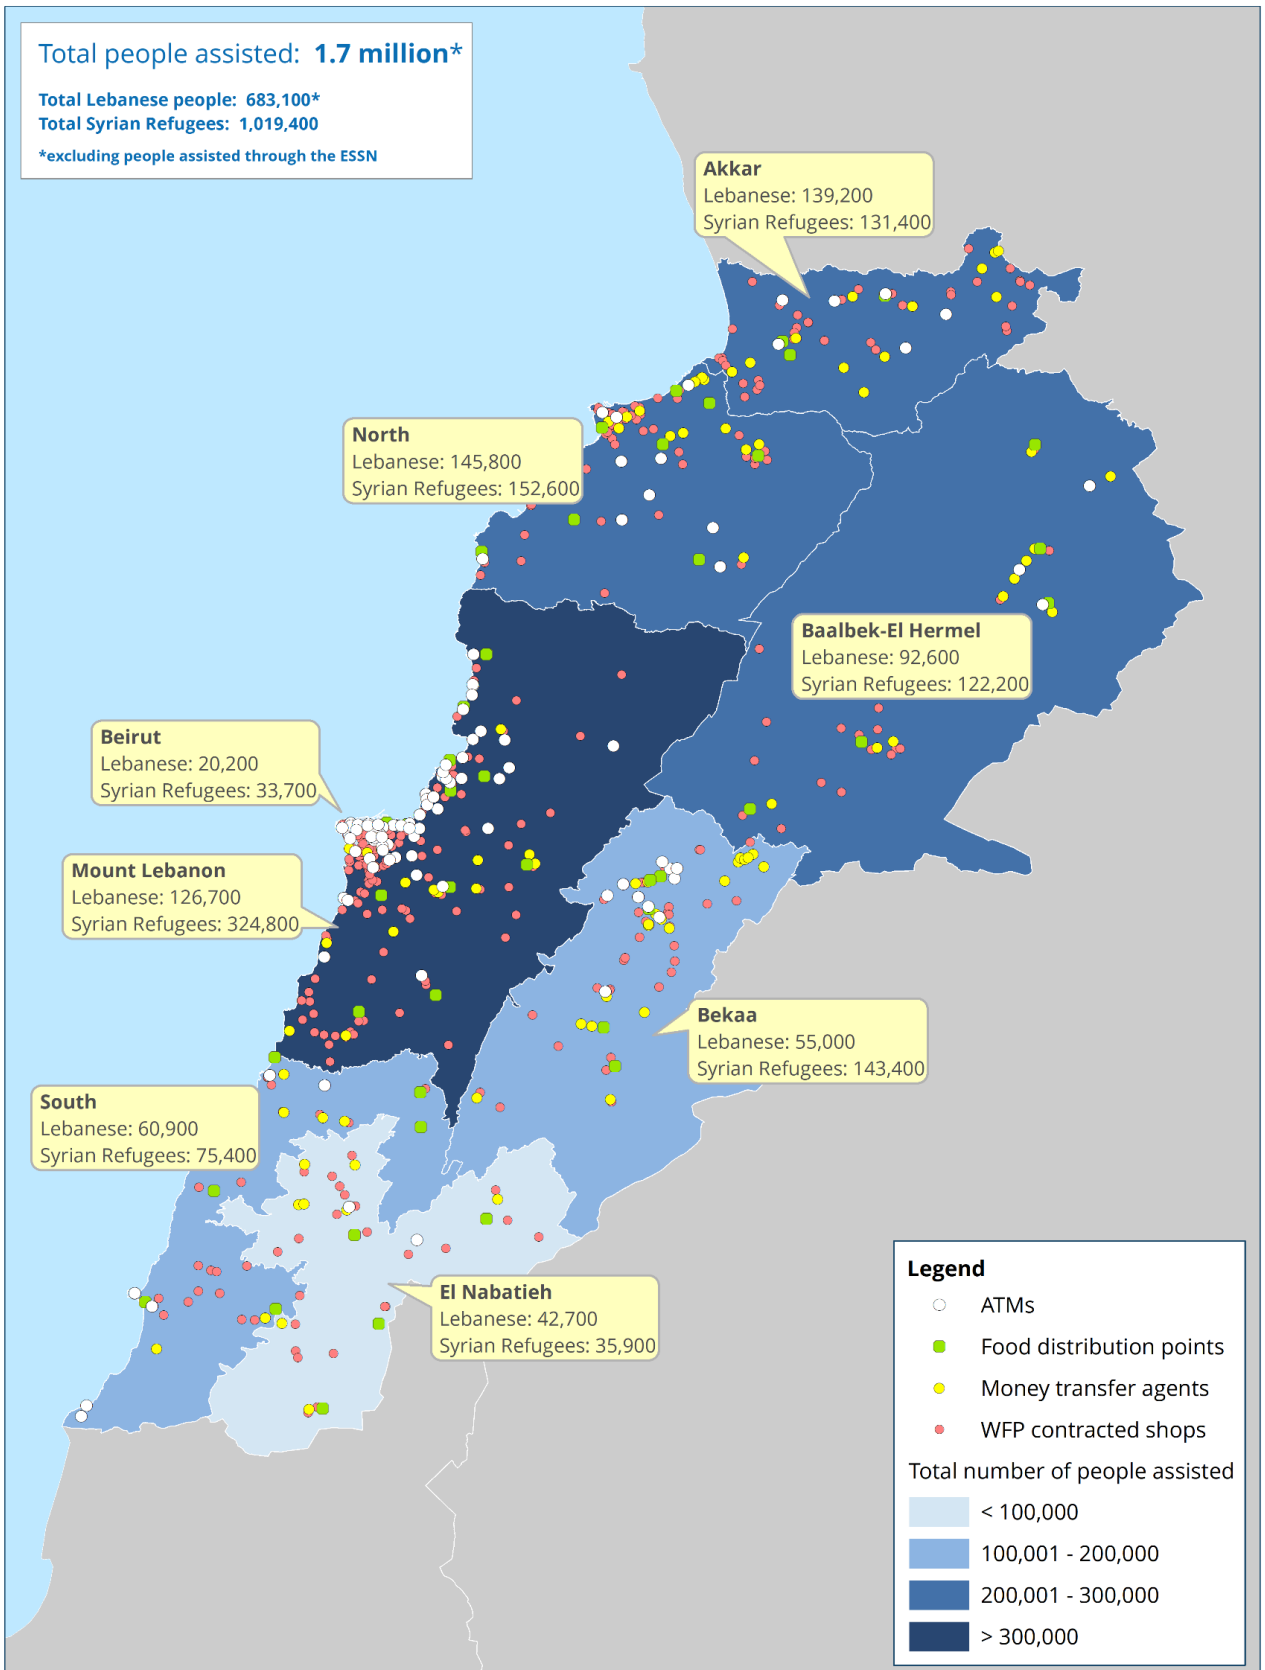 Total people assisted: 1.7 million*
Total Lebanese people: 683,100*
Total Syrian Refugees: 1,019,400
*excluding people assisted through the ESSN
Akkar
Lebanese: 139,200
Syrian Refugees: 131,400
North
Lebanese: 145,800
Syrian Refugees: 152,600
Baalbek-El Hermel
Lebanese: 92,600
Syrian Refugees: 122,200
Beirut
Lebanese: 20,200
Syrian Refugees: 33,700
Mount Lebanon
Lebanese: 126,700
Syrian Refugees: 324,800
Bekaa
Lebanese: 55,000
Syrian Refugees: 143,400
South
Lebanese: 60,900
Syrian Refugees: 75,400
El Nabatieh
Lebanese: 42,700
Syrian Refugees: 35,900
Legend
ATMs
Food distribution points
Money transfer agents
WFP contracted shops
Total number of people assisted
< 100,000
100,001 - 200,000
200,001 - 300,000
> 300,000